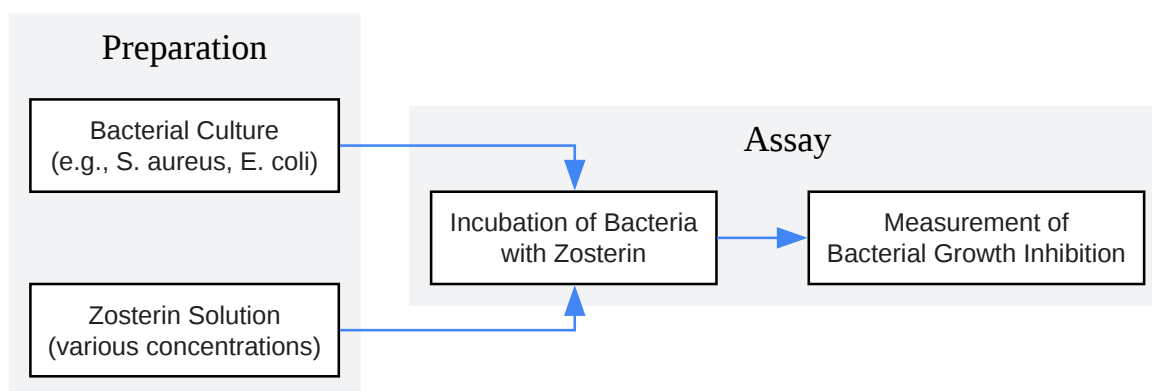 Preparation
Bacterial Culture
(e.g., S. aureus, E. coli)
Zosterin Solution
(various concentrations)
Assay
Incubation of Bacteria
with Zosterin
Measurement of
Bacterial Growth Inhibition